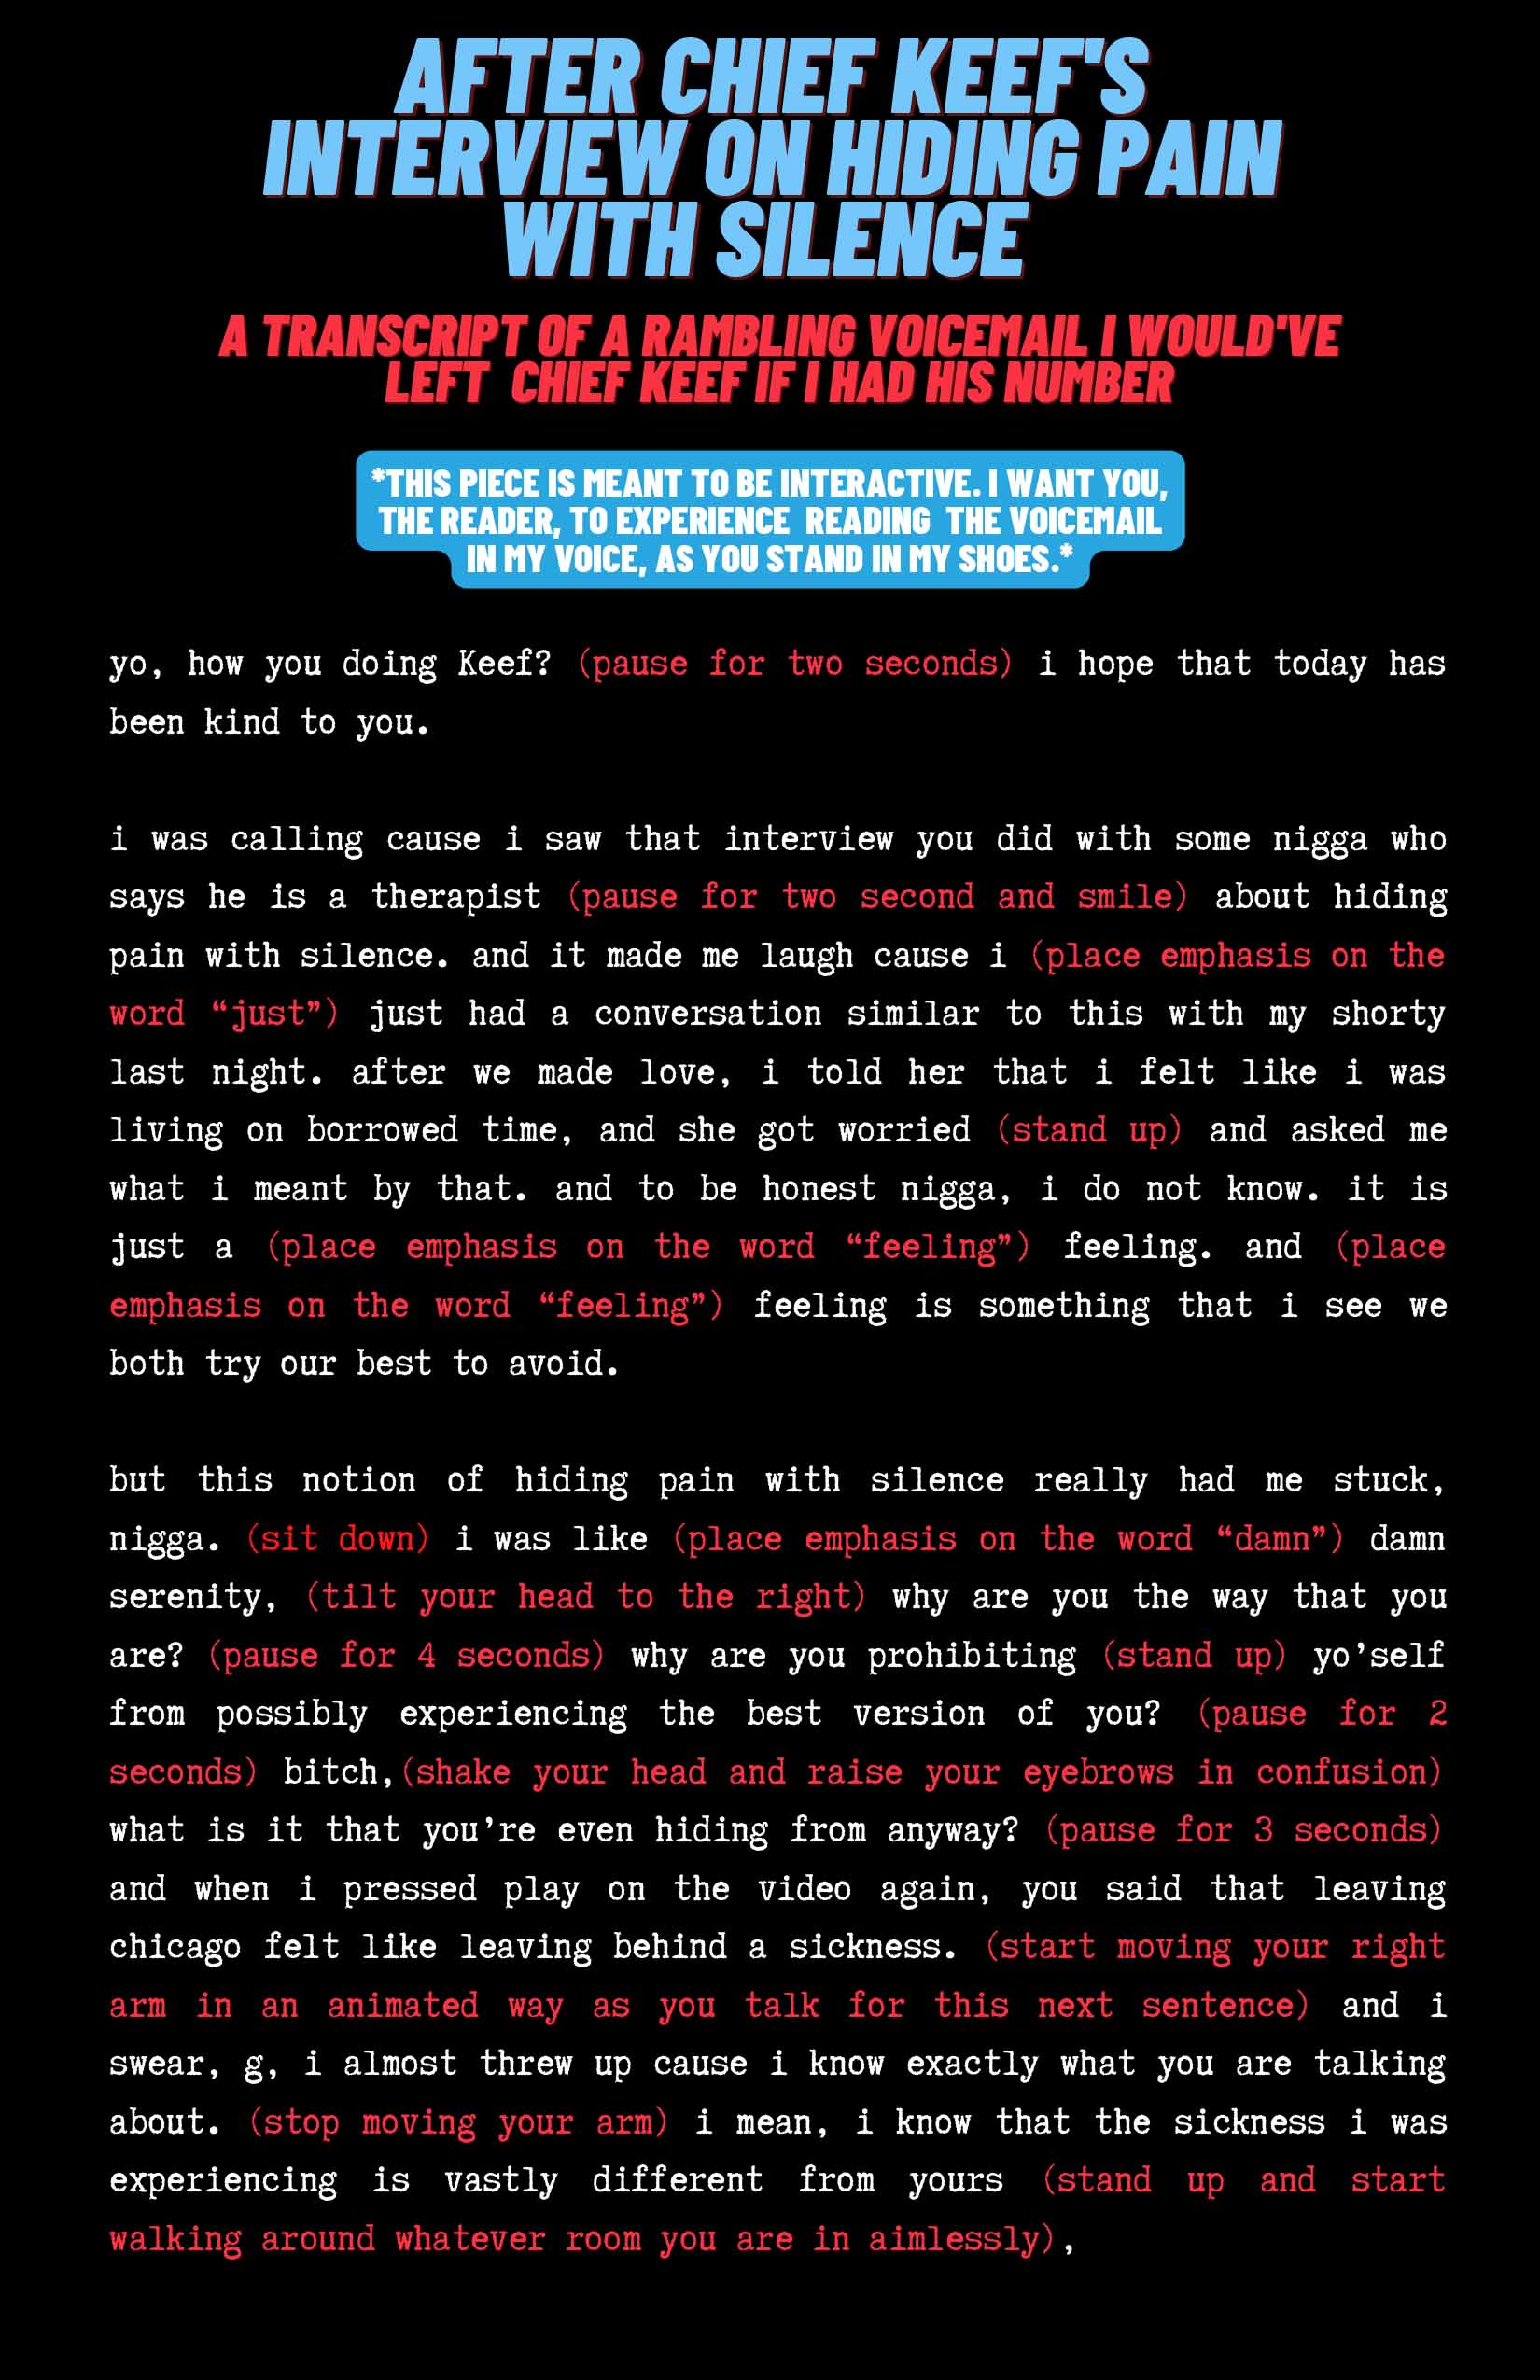 AFTER CHIEF KEEF'S
INTERVIEW ON HIDING PAIN
WITH SILENCE
A TRANSCRIPT OF A RAMBLING VOICEMAIL I WOULD'VE
LEFT CHIEF KEEF IF I HAD HIS NUMBER
*THIS PIECE IS MEANT TO BE INTERACTIVE. I WANT YOU,
THE READER, TO EXPERIENCE READING THE VOICEMAIL
IN MY VOICE, AS YOU STAND IN MY SHOES.*
yo, how you doing Keef? (pause for two seconds) i hope that today has
been kind to you.
i was calling cause i saw that interview you did with some nigga who
says he is a therapist (pause for two second and smile) about hiding
pain with silence. and it made me laugh cause i (place emphasis on the
word “just”) just had a conversation similar to this with my shorty
last night. after we made love, i told her that i felt like i was
living on borrowed time, and she got worried (stand up) and asked me
what i meant by that. and to be honest nigga, i do not know. it is
just a (place emphasis on the word “feeling”) feeling. and (place
emphasis on the word “feeling”) feeling is something that i see we
both try our best to avoid.
but this notion of hiding pain with silence really had me stuck,
nigga. (sit down) i was like (place emphasis on the word “damn”) damn
serenity, (tilt your head to the right) why are you the way that you
are? (pause for 4 seconds) why are you prohibiting (stand up) yo’self
from possibly experiencing the best version of you? (pause for 2
seconds) bitch,(shake your head and raise your eyebrows in confusion)
what is it that you’re even hiding from anyway? (pause for 3 seconds)
and when i pressed play on the video again, you said that leaving
chicago felt like leaving behind a sickness. (start moving your right
arm in an animated way as you talk for this next sentence) and i
swear, g, i almost threw up cause i know exactly what you are talking
about. (stop moving your arm) i mean, i know that the sickness i was
experiencing is vastly different from yours (stand up and start
walking around whatever room you are in aimlessly),